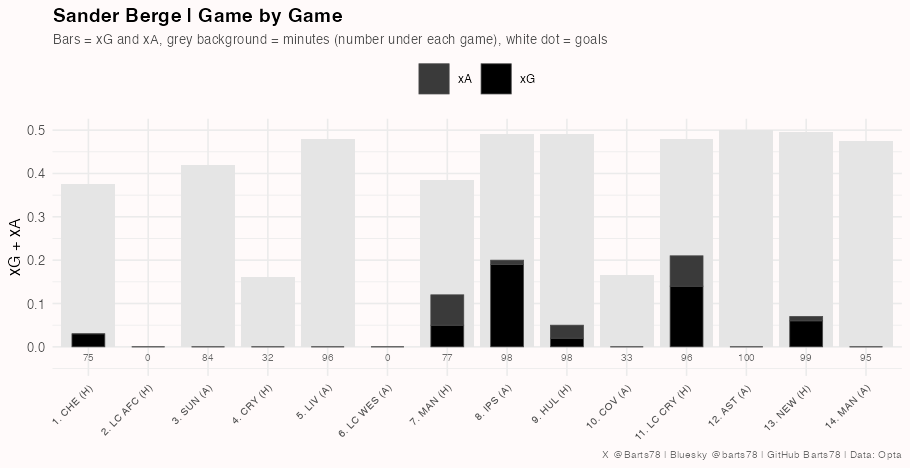 Sander Berge | Game by Game
Bars = xG and xA, grey background = minutes (number under each game), white dot = goals
xA xG
xG + xA
0.5
0.4
0.3
0.2
0.1
0.0
75 0 84 32 96 0 77 98 98 33 96 100 99 95
1. CHE (H)
2. LC AFC (H)
3. SUN (A)
4. CRY (H)
5. LIV (A)
6. LC WES (A)
7. MAN (H)
8. IPS (A)
9. HUL (H)
10. COV (A)
11. LC CRY (H)
12. AST (A)
13. NEW (H)
14. MAN (A)
X @Barts78 | Bluesky @barts78 | GitHub Barts78 | Data: Opta